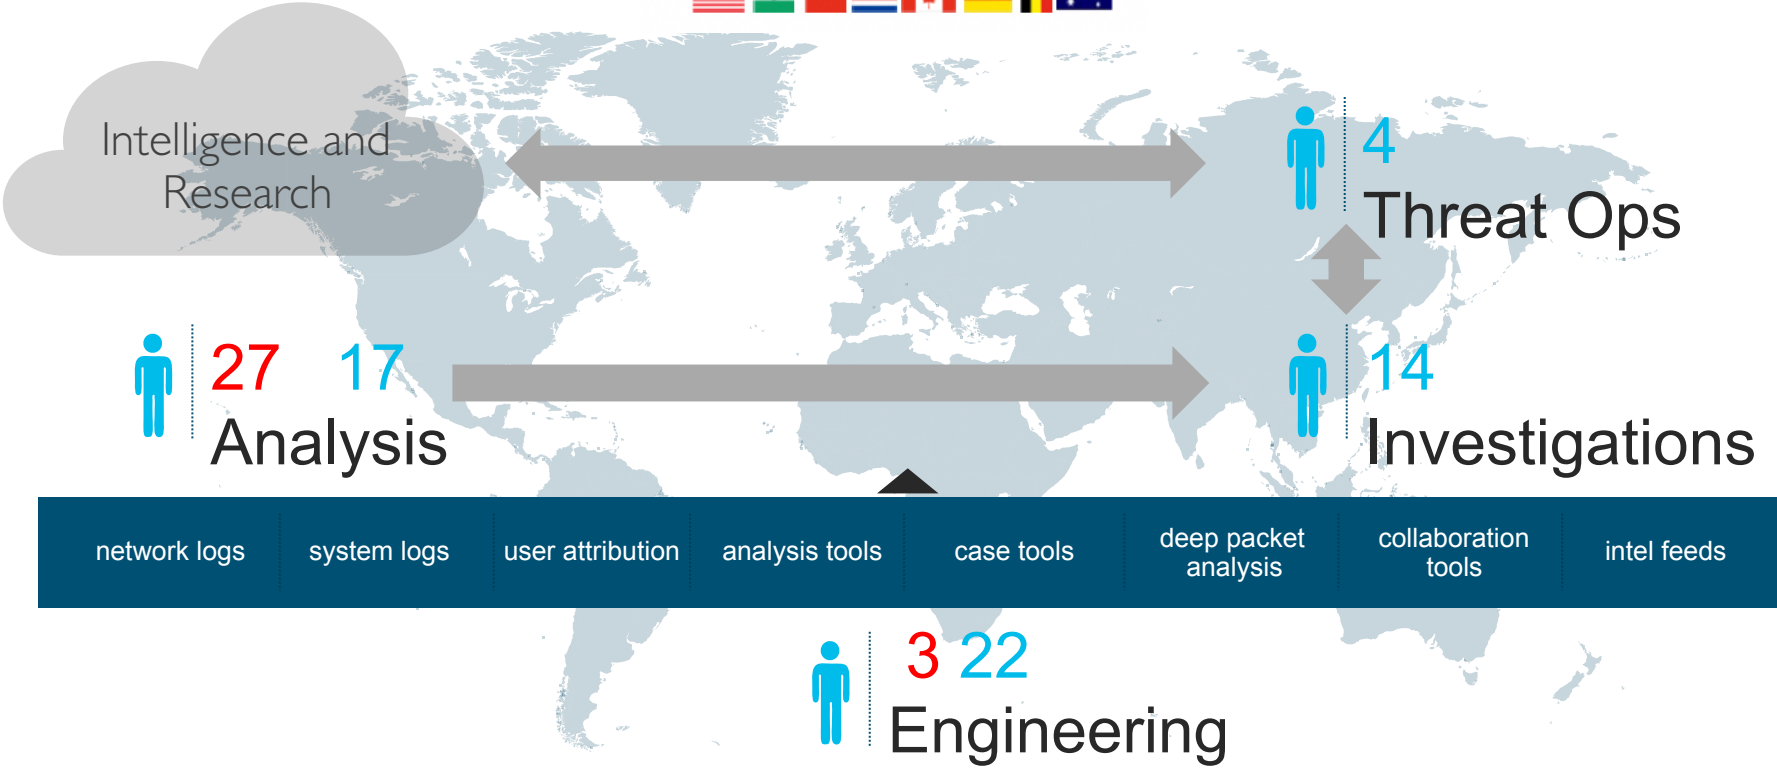 Intelligence and
Research
4
Threat Ops
27 17
Analysis
14
Investigations
network logs
system logs
user attribution
analysis tools
case tools
deep packet
analysis
collaboration
tools
intel feeds
3 22
Engineering